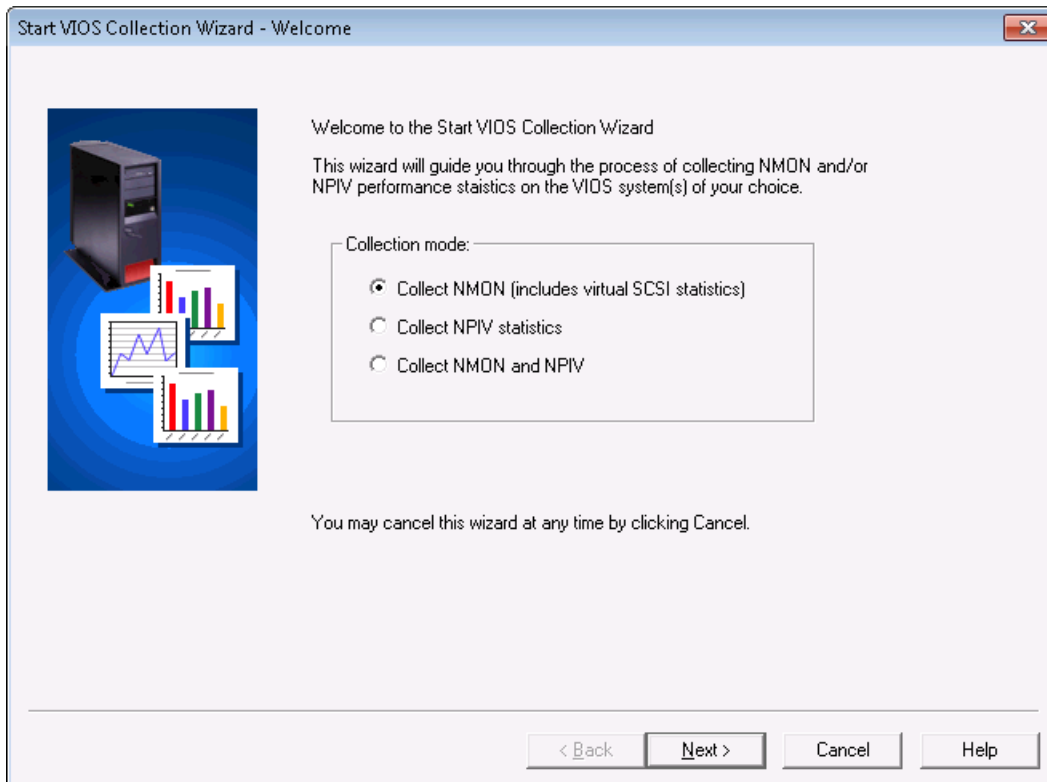 Start VIOS Collection Wizard - Welcome
Welcome to the Start VIOS Collection Wizard
This wizard will guide you through the process of collecting NMON and/or
NPIV performance staistics on the VIOS system(s) of your choice.
Collection mode:
Collect NMON (includes virtual SCSI statistics)
Collect NPIV statistics
Collect NMON and NPIV
You may cancel this wizard at any time by clicking Cancel.
< Back
Next >
Cancel
Help